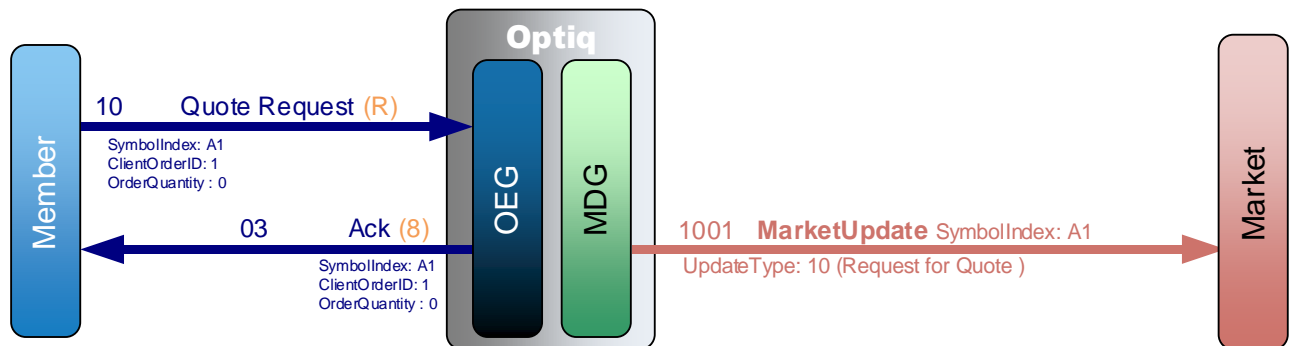 Optiq
Member
10 Quote Request (R)
SymbolIndex: A1
ClientOrderID: 1
OrderQuantity : 0
03 Ack (8)
SymbolIndex: A1
ClientOrderID: 1
OrderQuantity : 0
OEG
MDG
1001 MarketUpdate SymbolIndex: A1
UpdateType: 10 (Request for Quote )
Market